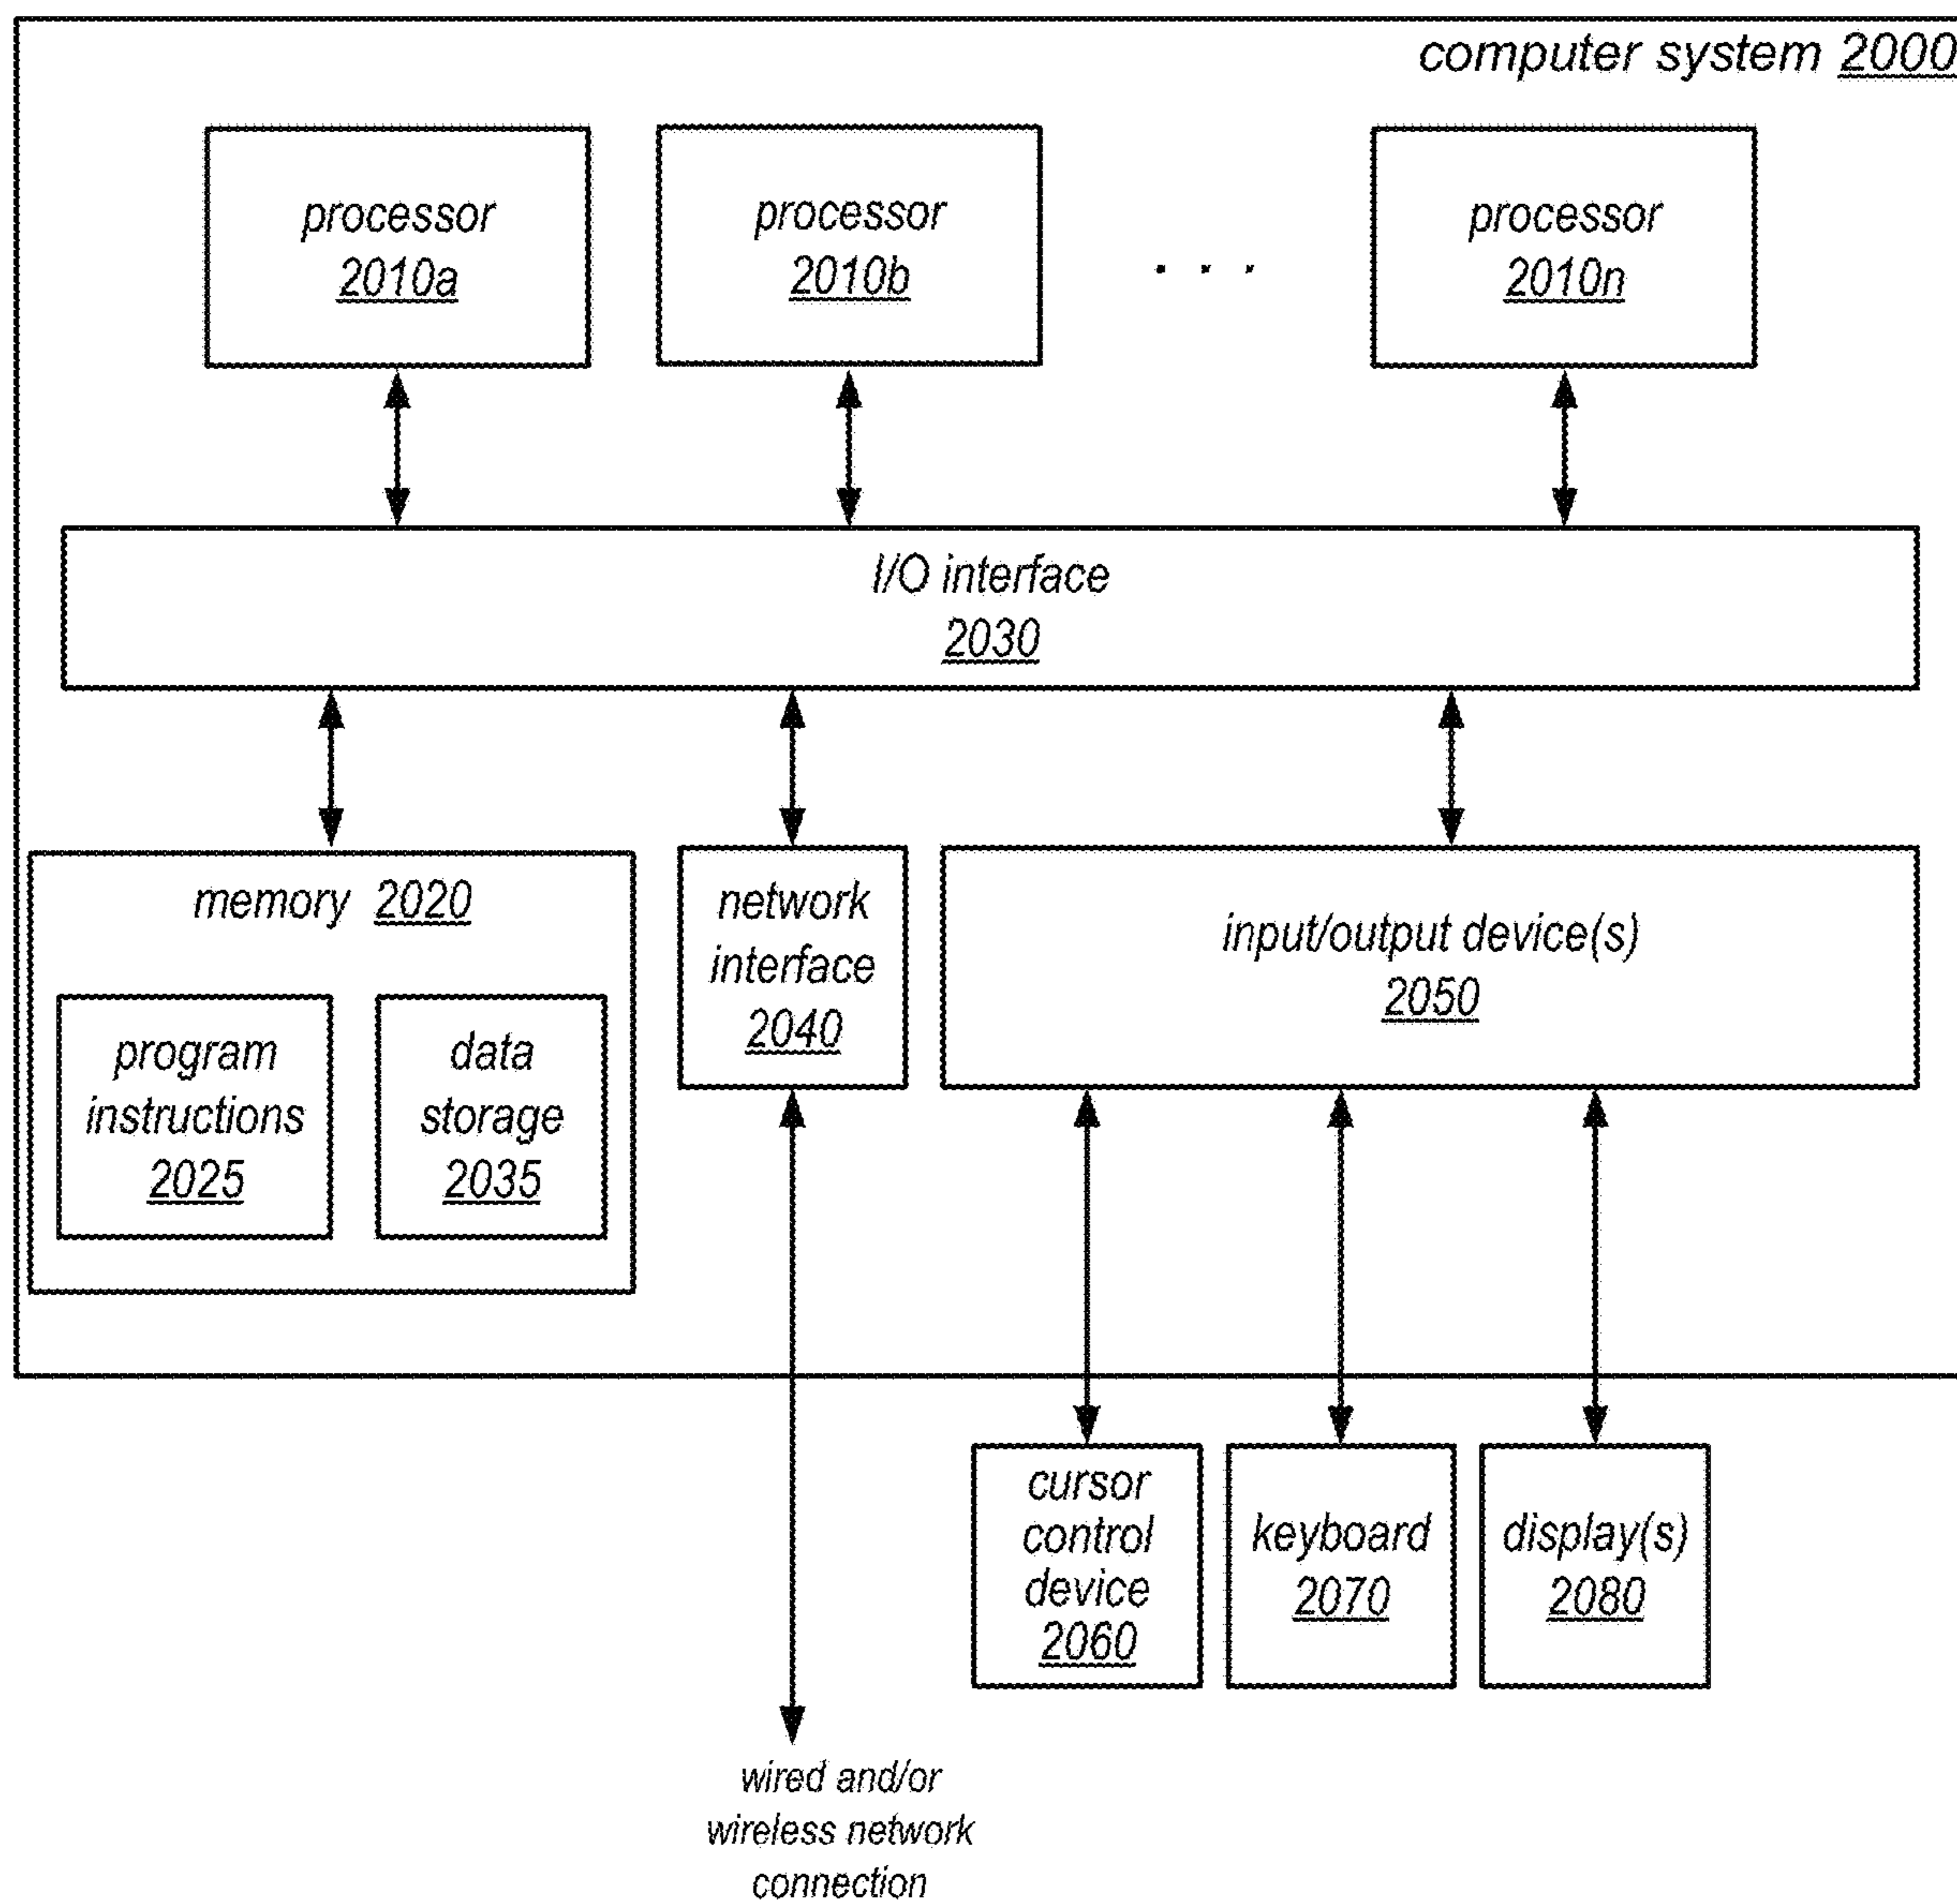 computer system 2000
processor
2010a
processor
2010b
. . .
processor
2010n
I/O interface
2030
memory 2020
program
instructions
2025
data
storage
2035
network
interface
2040
input/output device(s)
2050
cursor
control
device
2060
keyboard
2070
display(s)
2080
wired and/or
wireless network
connection